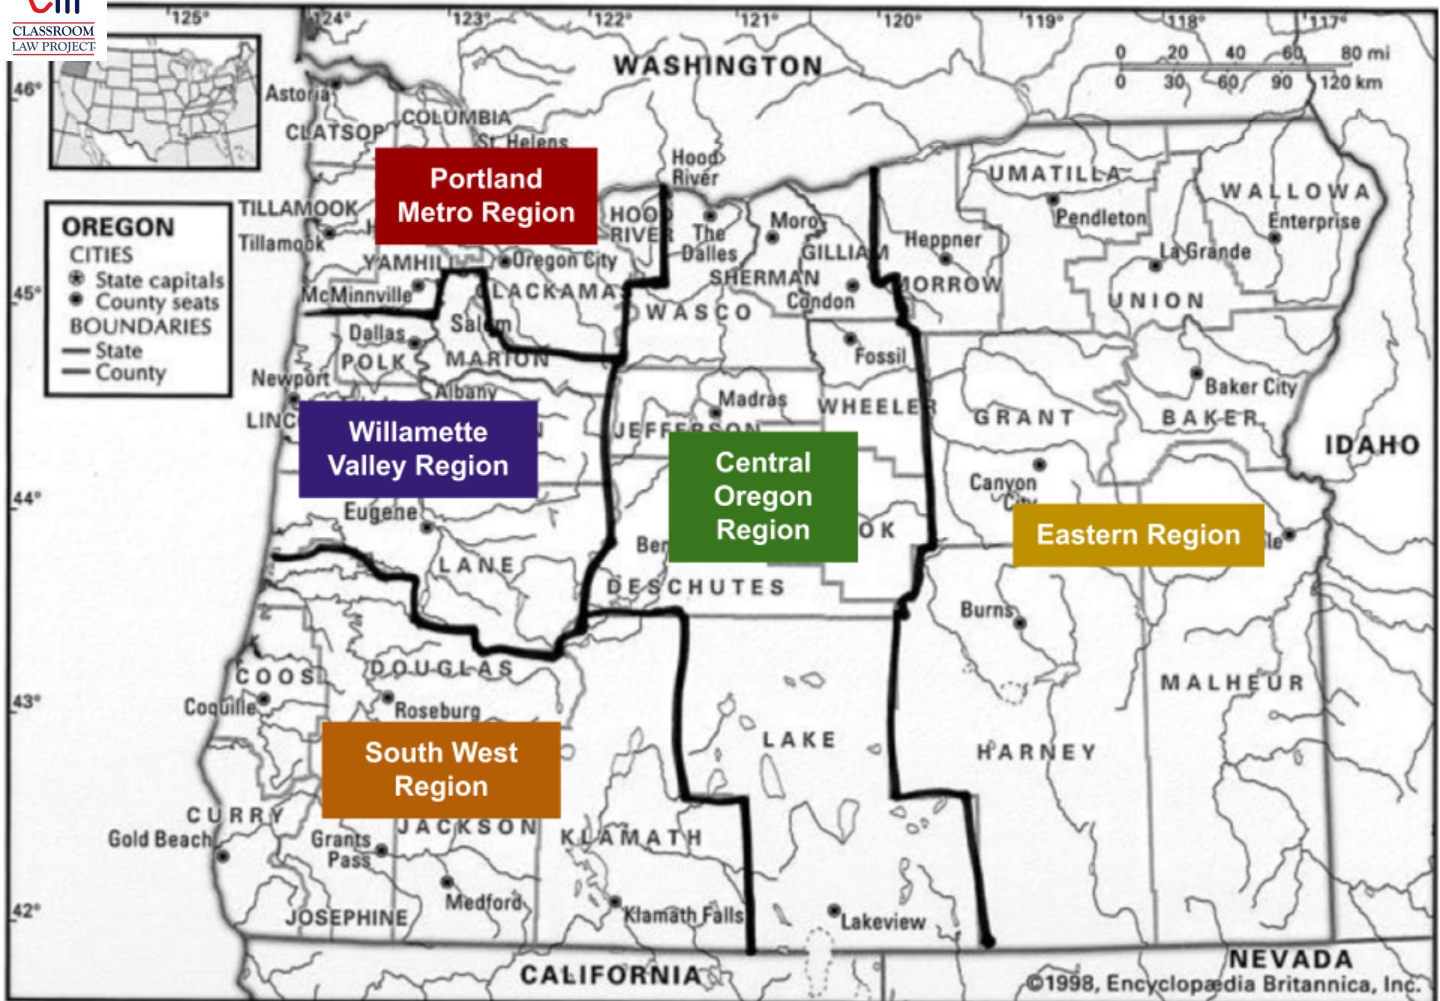 CLASSROOM
LAW PROJECT
125° 124° 123° 122° 121° 120° 119° 118° 117°
WASHINGTON
0 20 40 60 80 mi
0 30 60 90 120 km
46°
Astoria
COLUMBIA
CLATSOP
St. Helens
Hood
River
Portland
Metro Region
UMATILLA
WALLOWA
Pendleton
Enterprise
La Grande
UNION
OREGON
CITIES
State capitals
County seats
BOUNDARIES
State
County
TILLAMOOK
Tillamook
HOOD
RIVER
The
Dalles
Moro
GILLIAM
Heppner
YAMHILL
Oregon City
SHERMAN
MORROW
McMinnville
CLACKAMAS
Condon
45°
WASCO
Dallas
Salem
POLK
MARION
Fossil
Newport
Albany
Madras
WHEELER
Baker City
GRANT
BAKER
LINC
JEFFERSON
IDAHO
Willamette
Valley Region
Central
Oregon
Region
Canyon
City
44°
Eugene
Eastern Region
le
Ben
OK
LANE
DESCHUTES
Burns
DOUGLAS
COOS
43°
Coquille
Roseburg
MALHEUR
LAKE
HARNEY
South West
Region
CURRY
Gold Beach
Grants
Pass
JACKSON
KLAMATH
42°
Medford
JOSEPHINE
Klamath Falls
Lakeview
CALIFORNIA
NEVADA
©1998, Encyclopædia Britannica, Inc.